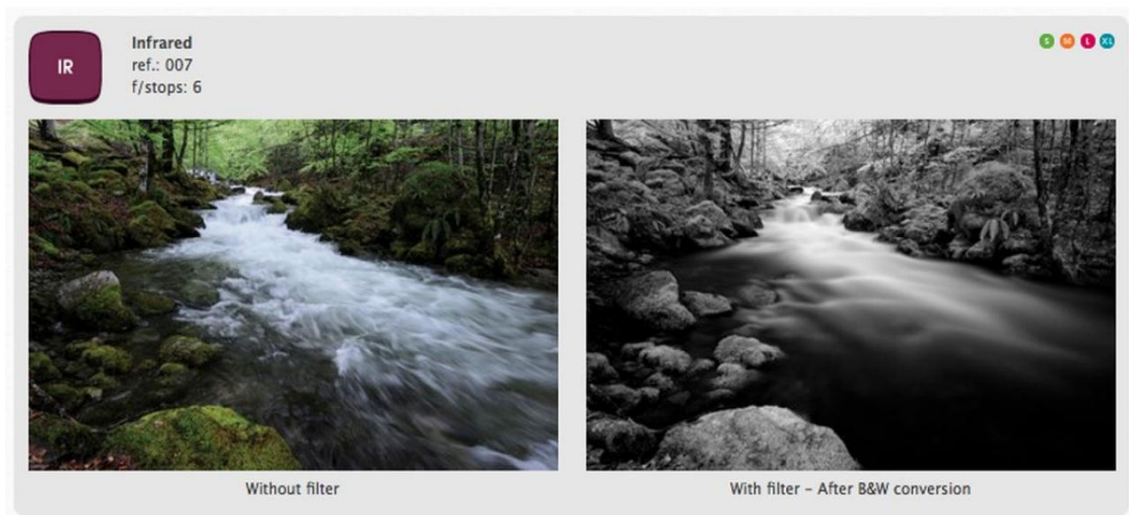 IR
Infrared
ref.: 007
f/stops: 6
S M L XL
Without filter
With filter – After B&W conversion